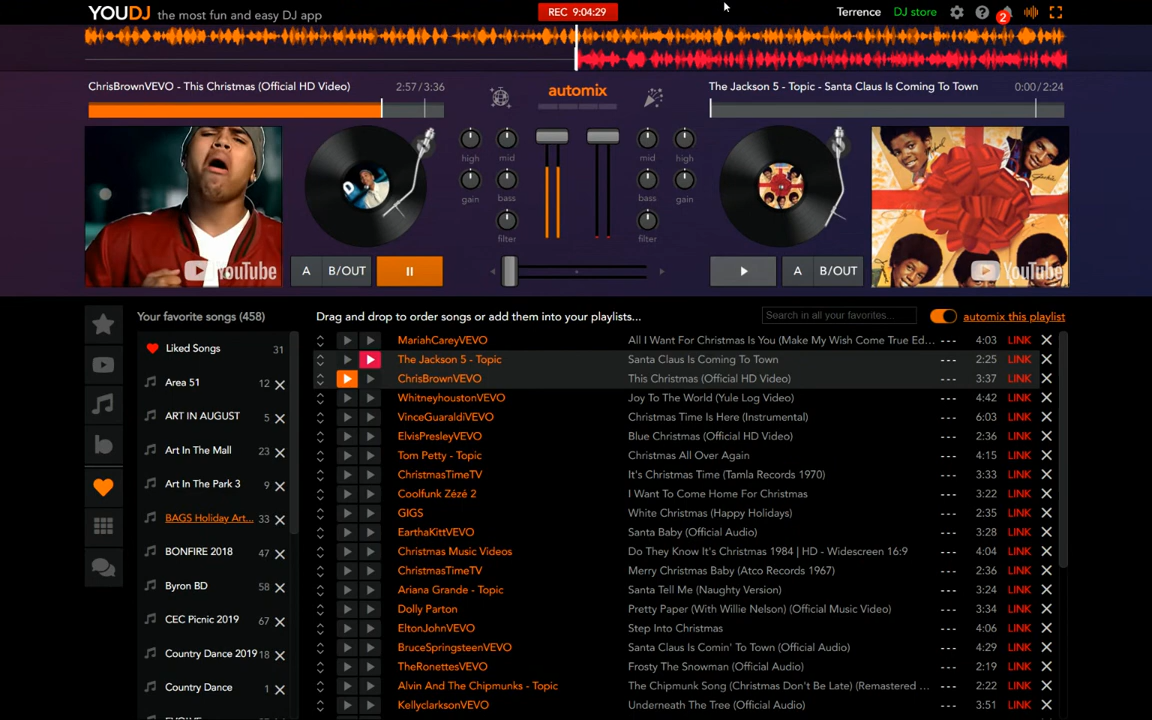 YOUDJ the most fun and easy DJ app
REC 9:04:29
Terrence DJ store 2
ChrisBrownVEVO - This Christmas (Official HD Video) 2:57/3:36
automix
The Jackson 5 - Topic - Santa Claus Is Coming To Town 0:00/2:24
high mid mid high
gain bass bass gain
filter filter
YouTube
YouTube
A B/OUT
A B/OUT
Your favorite songs (458)
Drag and drop to order songs or add them into your playlists...
Search in all your favorites...
automix this playlist
Liked Songs 31
Area 51 12
ART IN AUGUST 5
Art In The Mall 23
Art In The Park 3 9
BAGS Holiday Art... 33
BONFIRE 2018 47
Byron BD 58
CEC Picnic 2019 67
Country Dance 2019 18
Country Dance 1
MariahCareyVEVO All I Want For Christmas Is You (Make My Wish Come True Ed... 4:03 LINK
The Jackson 5 - Topic Santa Claus Is Coming To Town --- 2:25 LINK
ChrisBrownVEVO This Christmas (Official HD Video) --- 3:37 LINK
WhitneyhoustonVEVO Joy To The World (Yule Log Video) --- 4:42 LINK
VinceGuaraldiVEVO Christmas Time Is Here (Instrumental) --- 6:03 LINK
ElvisPresleyVEVO Blue Christmas (Official HD Video) --- 2:36 LINK
Tom Petty - Topic Christmas All Over Again --- 4:15 LINK
ChristmasTimeTV It's Christmas Time (Tamla Records 1970) --- 3:33 LINK
Coolfunk Zézé 2 I Want To Come Home For Christmas --- 3:22 LINK
GIGS White Christmas (Happy Holidays) --- 2:35 LINK
EarthaKittVEVO Santa Baby (Official Audio) --- 3:28 LINK
Christmas Music Videos Do They Know It's Christmas 1984 | HD - Widescreen 16:9 --- 4:04 LINK
ChristmasTimeTV Merry Christmas Baby (Atco Records 1967) --- 2:36 LINK
Ariana Grande - Topic Santa Tell Me (Naughty Version) --- 3:24 LINK
Dolly Parton Pretty Paper (With Willie Nelson) (Official Music Video) --- 3:34 LINK
EltonJohnVEVO Step Into Christmas --- 4:06 LINK
BruceSpringsteenVEVO Santa Claus Is Comin' To Town (Official Audio) --- 4:29 LINK
TheRonettesVEVO Frosty The Snowman (Official Audio) --- 2:19 LINK
Alvin And The Chipmunks - Topic The Chipmunk Song (Christmas Don't Be Late) (Remastered ... --- 2:22 LINK
KellyclarksonVEVO Underneath The Tree (Official Audio) --- 3:51 LINK